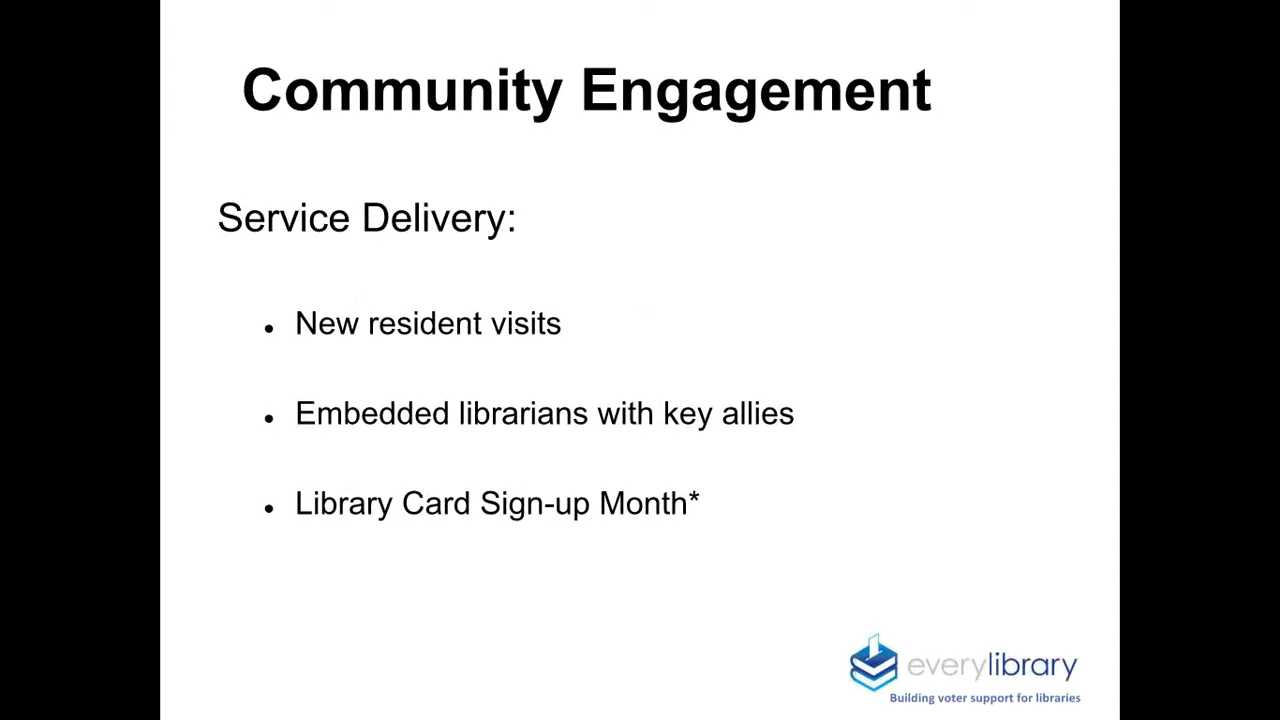 Community Engagement
Service Delivery:
• New resident visits
• Embedded librarians with key allies
• Library Card Sign-up Month*
everylibrary
Building voter support for libraries